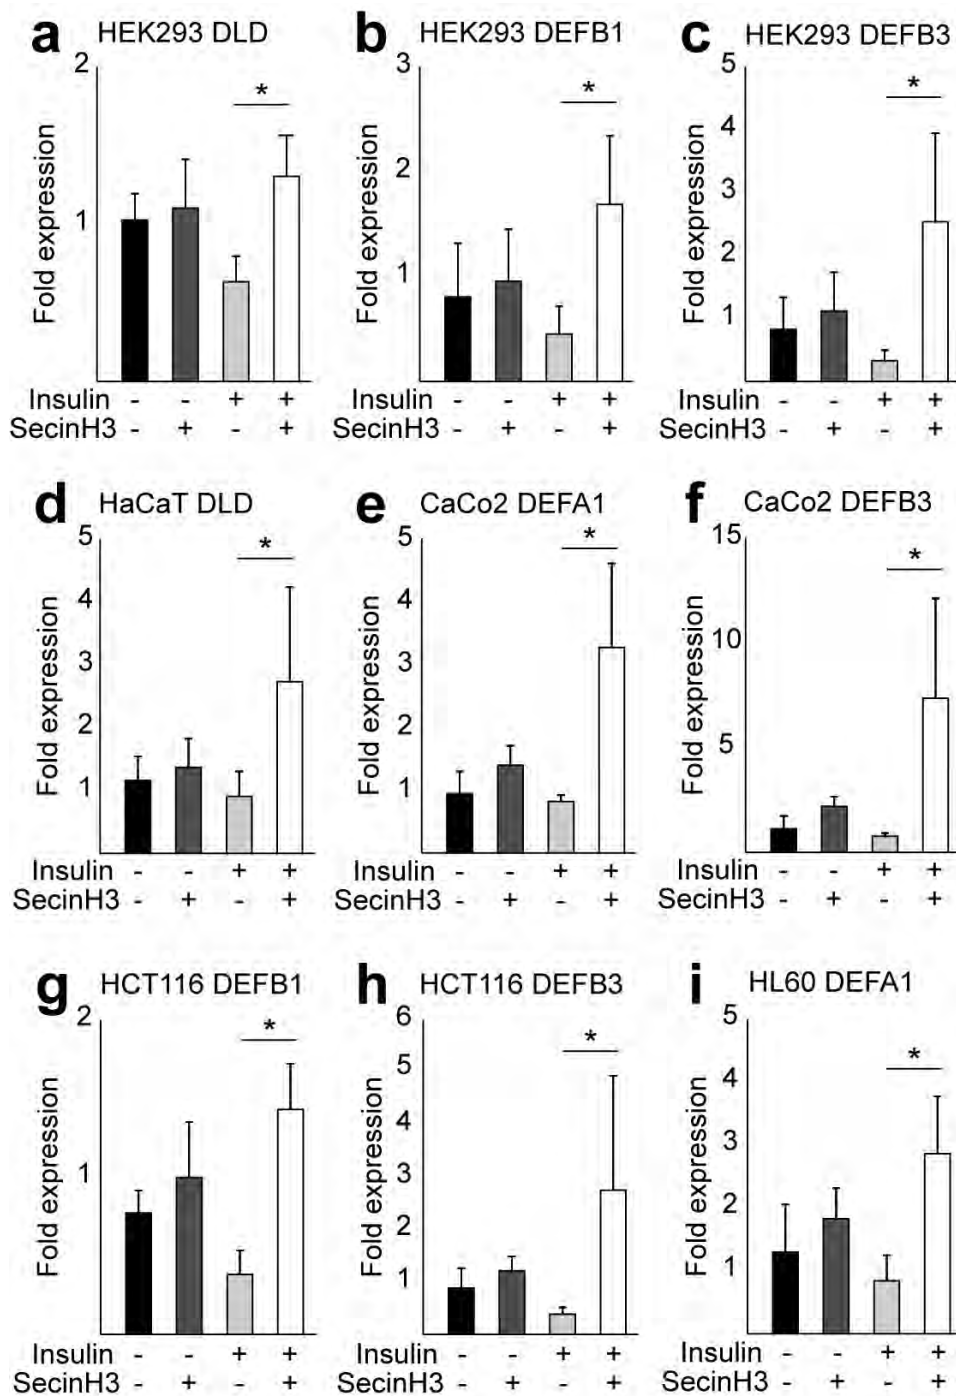 a HEK293 DLD
2
1
Fold expression
*
Insulin - - + +
SecinH3 - + - +
b HEK293 DEFB1
3
2
1
Fold expression
*
Insulin - - + +
SecinH3 - + - +
c HEK293 DEFB3
5
4
3
2
1
Fold expression
*
Insulin - - + +
SecinH3 - + - +
d HaCaT DLD
5
4
3
2
1
Fold expression
*
Insulin - - + +
SecinH3 - + - +
e CaCo2 DEFA1
5
4
3
2
1
Fold expression
*
Insulin - - + +
SecinH3 - + - +
f CaCo2 DEFB3
15
10
5
Fold expression
*
Insulin - - + +
SecinH3 - + - +
g HCT116 DEFB1
2
1
Fold expression
*
Insulin - - + +
SecinH3 - + - +
h HCT116 DEFB3
6
5
4
3
2
1
Fold expression
*
Insulin - - + +
SecinH3 - + - +
i HL60 DEFA1
5
4
3
2
1
Fold expression
*
Insulin - - + +
SecinH3 - + - +